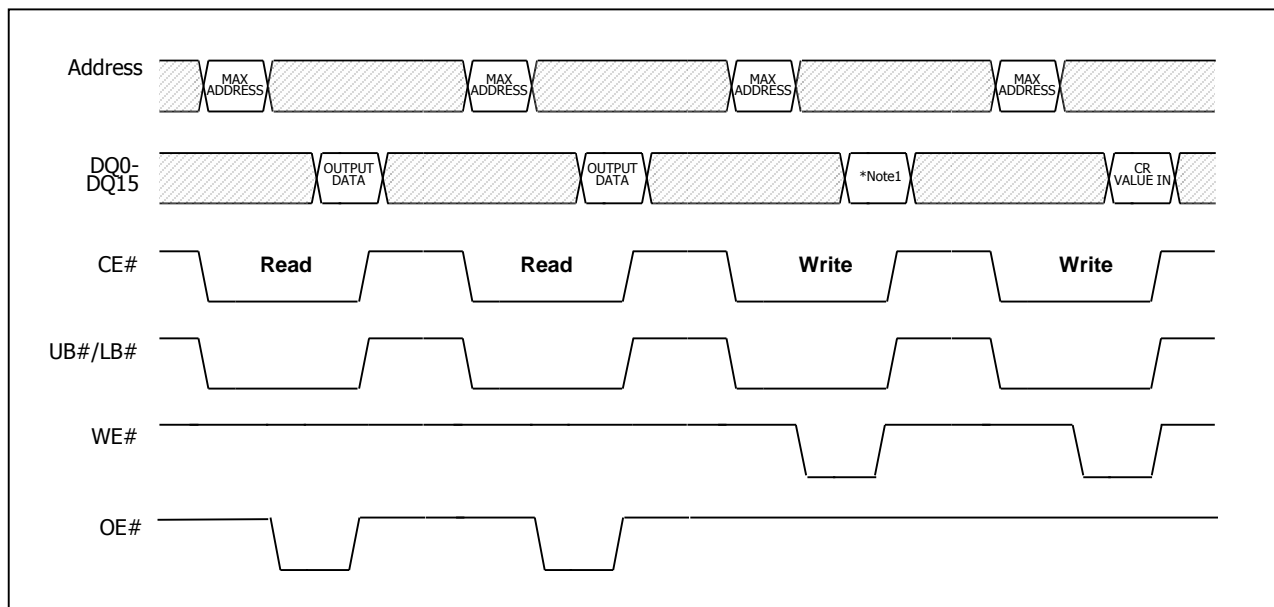 Address
MAX
ADDRESS
MAX
ADDRESS
MAX
ADDRESS
MAX
ADDRESS
DQ0-
DQ15
OUTPUT
DATA
OUTPUT
DATA
*Note1
CR
VALUE IN
CE#
Read
Read
Write
Write
UB#/LB#
WE#
OE#